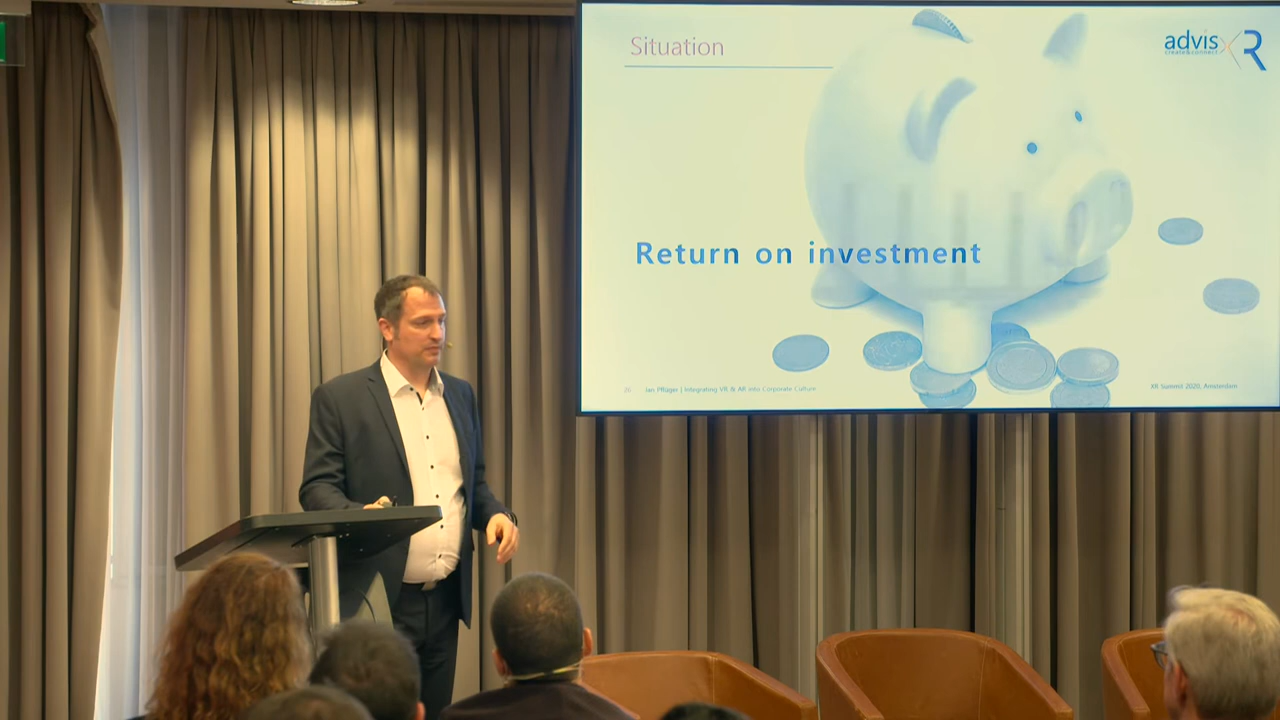 Situation
advis XR
create&connect
Return on investment
26 Jan Pflüger | Integrating VR & AR into Corporate Culture
XR Summit 2020, Amsterdam